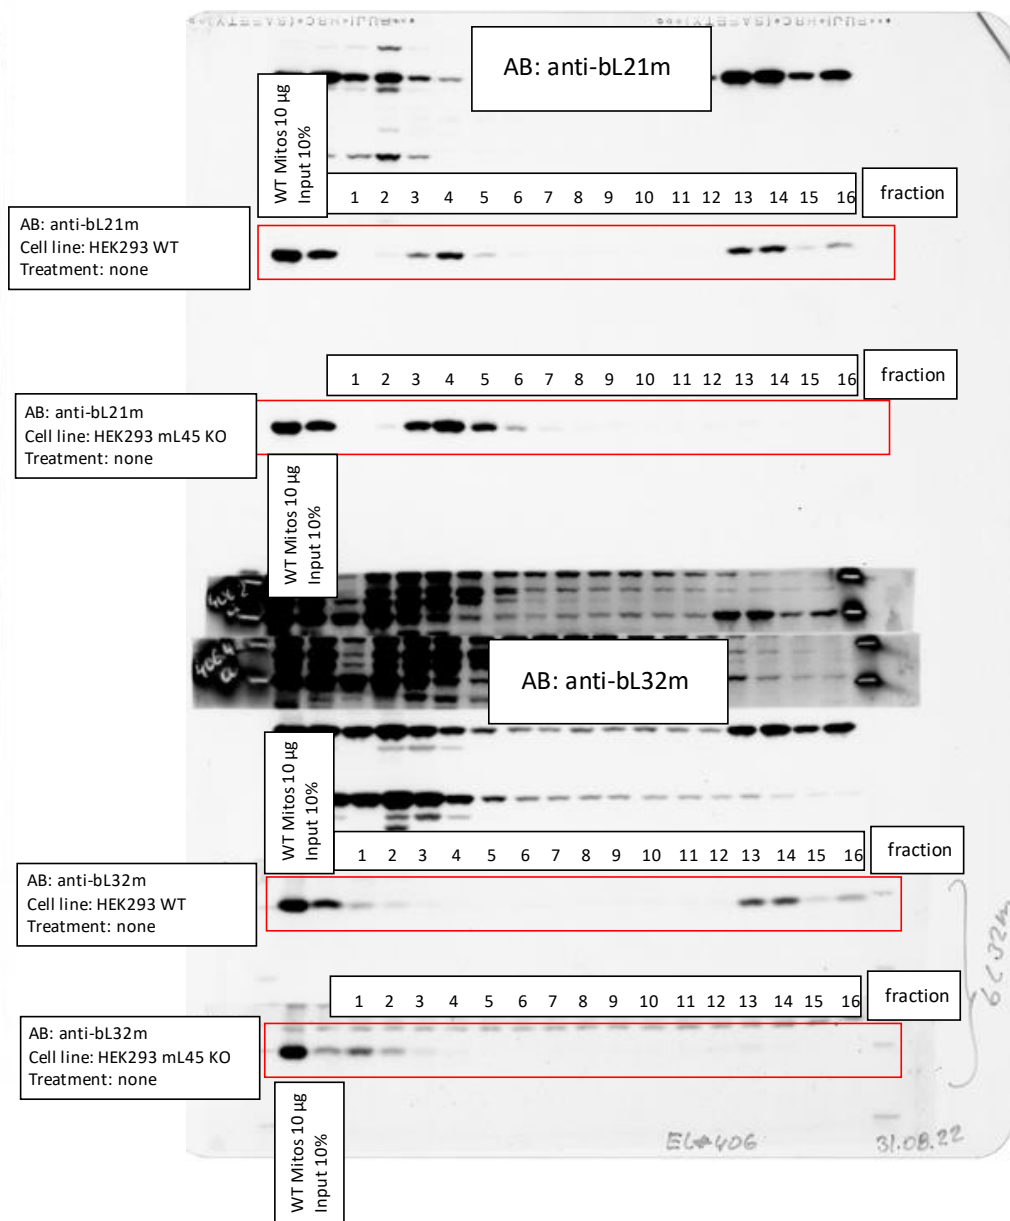 AB: anti-bL21m
WT Mitos 10 µg
Input 10%
1 2 3 4 5 6 7 8 9 10 11 12 13 14 15 16
fraction
AB: anti-bL21m
Cell line: HEK293 WT
Treatment: none
1 2 3 4 5 6 7 8 9 10 11 12 13 14 15 16
fraction
AB: anti-bL21m
Cell line: HEK293 mL45 KO
Treatment: none
WT Mitos 10 µg
Input 10%
AB: anti-bL32m
WT Mitos 10 µg
Input 10%
1 2 3 4 5 6 7 8 9 10 11 12 13 14 15 16
fraction
AB: anti-bL32m
Cell line: HEK293 WT
Treatment: none
1 2 3 4 5 6 7 8 9 10 11 12 13 14 15 16
fraction
AB: anti-bL32m
Cell line: HEK293 mL45 KO
Treatment: none
WT Mitos 10 µg
Input 10%
31.08.22